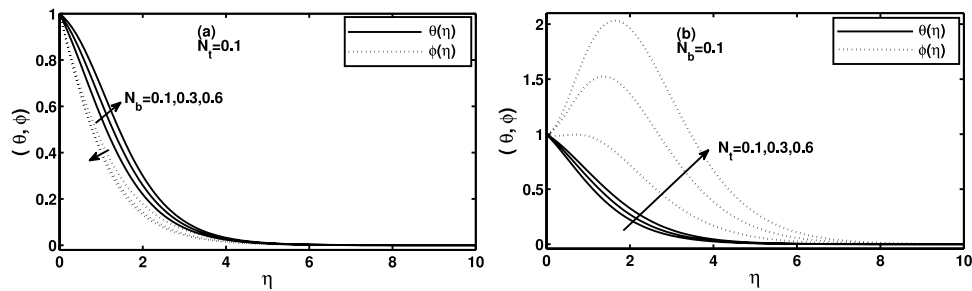 (a)
N_t=0.1
θ(η)
φ(η)
N_b=0.1,0.3,0.6
1
0.8
0.6
0.4
0.2
0
0 2 4 6 8 10
η
( θ, φ)
(b)
N_b=0.1
θ(η)
φ(η)
N_t=0.1,0.3,0.6
2
1.5
1
0.5
0
0 2 4 6 8 10
η
( θ, φ)